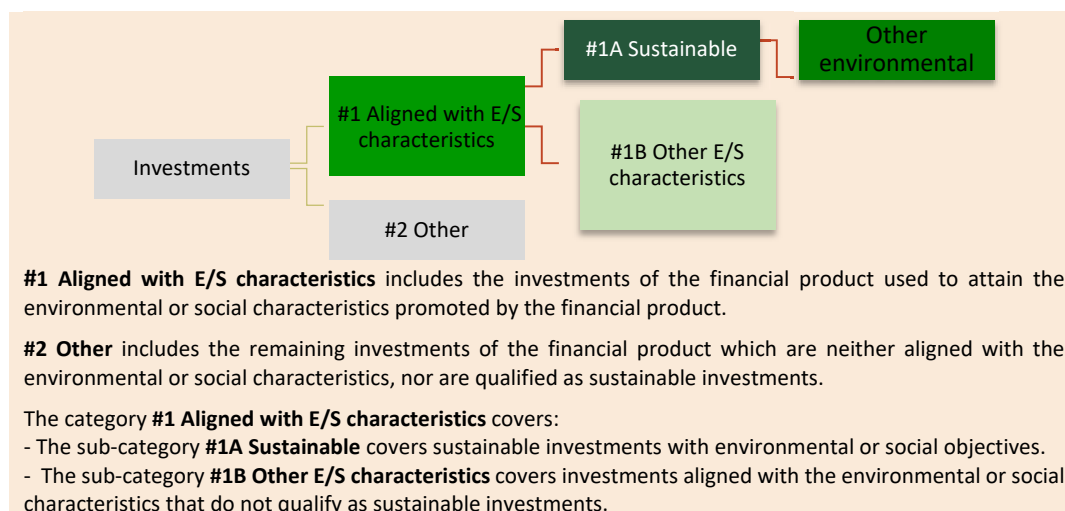 Other
environmental
#1A Sustainable
#1 Aligned with E/S
characteristics
#1B Other E/S
characteristics
Investments
#2 Other
#1 Aligned with E/S characteristics includes the investments of the financial product used to attain the
environmental or social characteristics promoted by the financial product.
#2 Other includes the remaining investments of the financial product which are neither aligned with the
environmental or social characteristics, nor are qualified as sustainable investments.
The category #1 Aligned with E/S characteristics covers:
- The sub-category #1A Sustainable covers sustainable investments with environmental or social objectives.
- The sub-category #1B Other E/S characteristics covers investments aligned with the environmental or social
characteristics that do not qualify as sustainable investments.